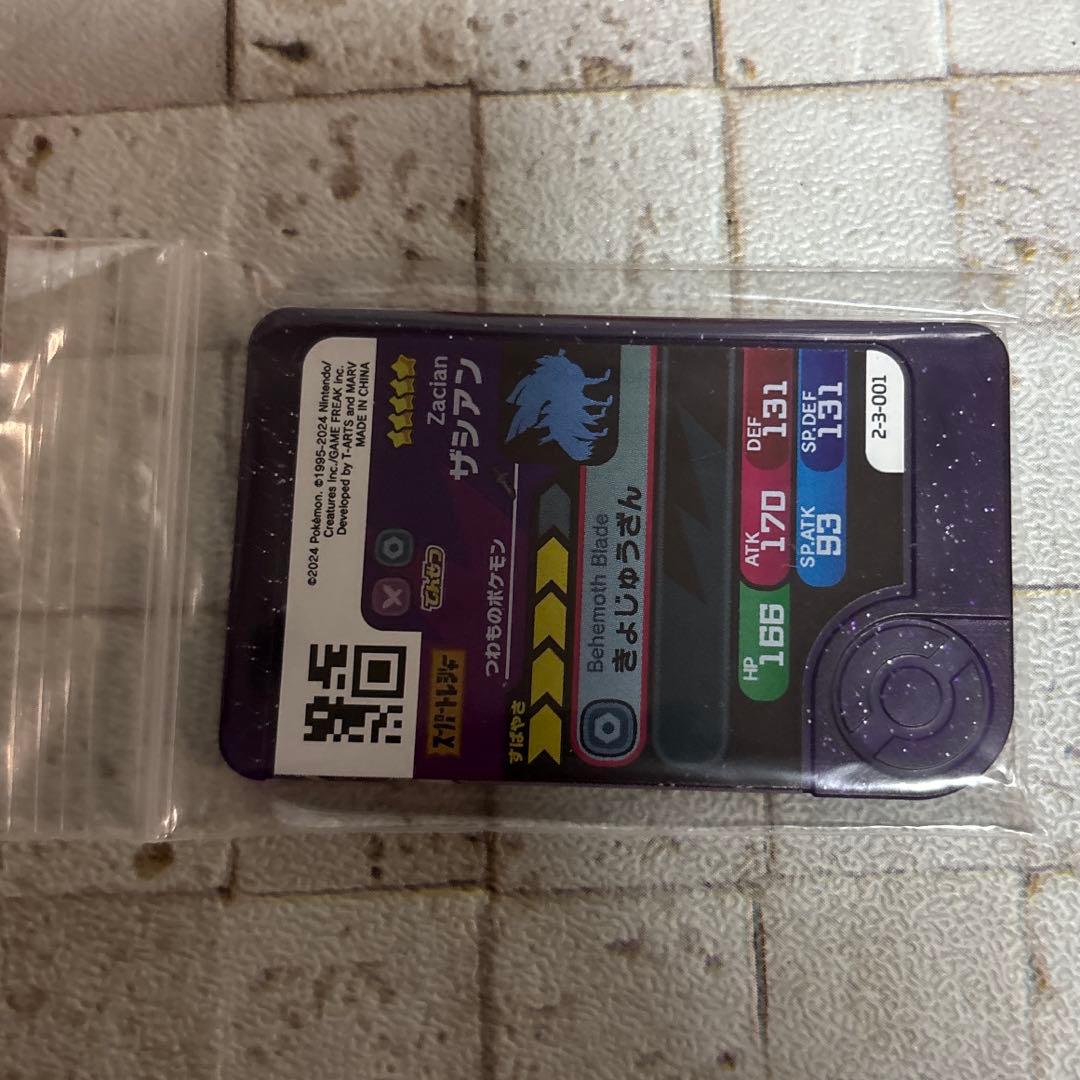 ©2024 Pokémon. ©1995-2024 Nintendo/
Creatures Inc./GAME FREAK inc.
Developed by T-ARTS and MARV
MADE IN CHINA
でんせつ
スーパートレジャー
Zacian
ザシアン
つわものポケモン
すばやさ
Behemoth Blade
きょじゅうざん
HP
166
ATK
170
DEF
131
SP.ATK
93
SP.DEF
131
2-3-001